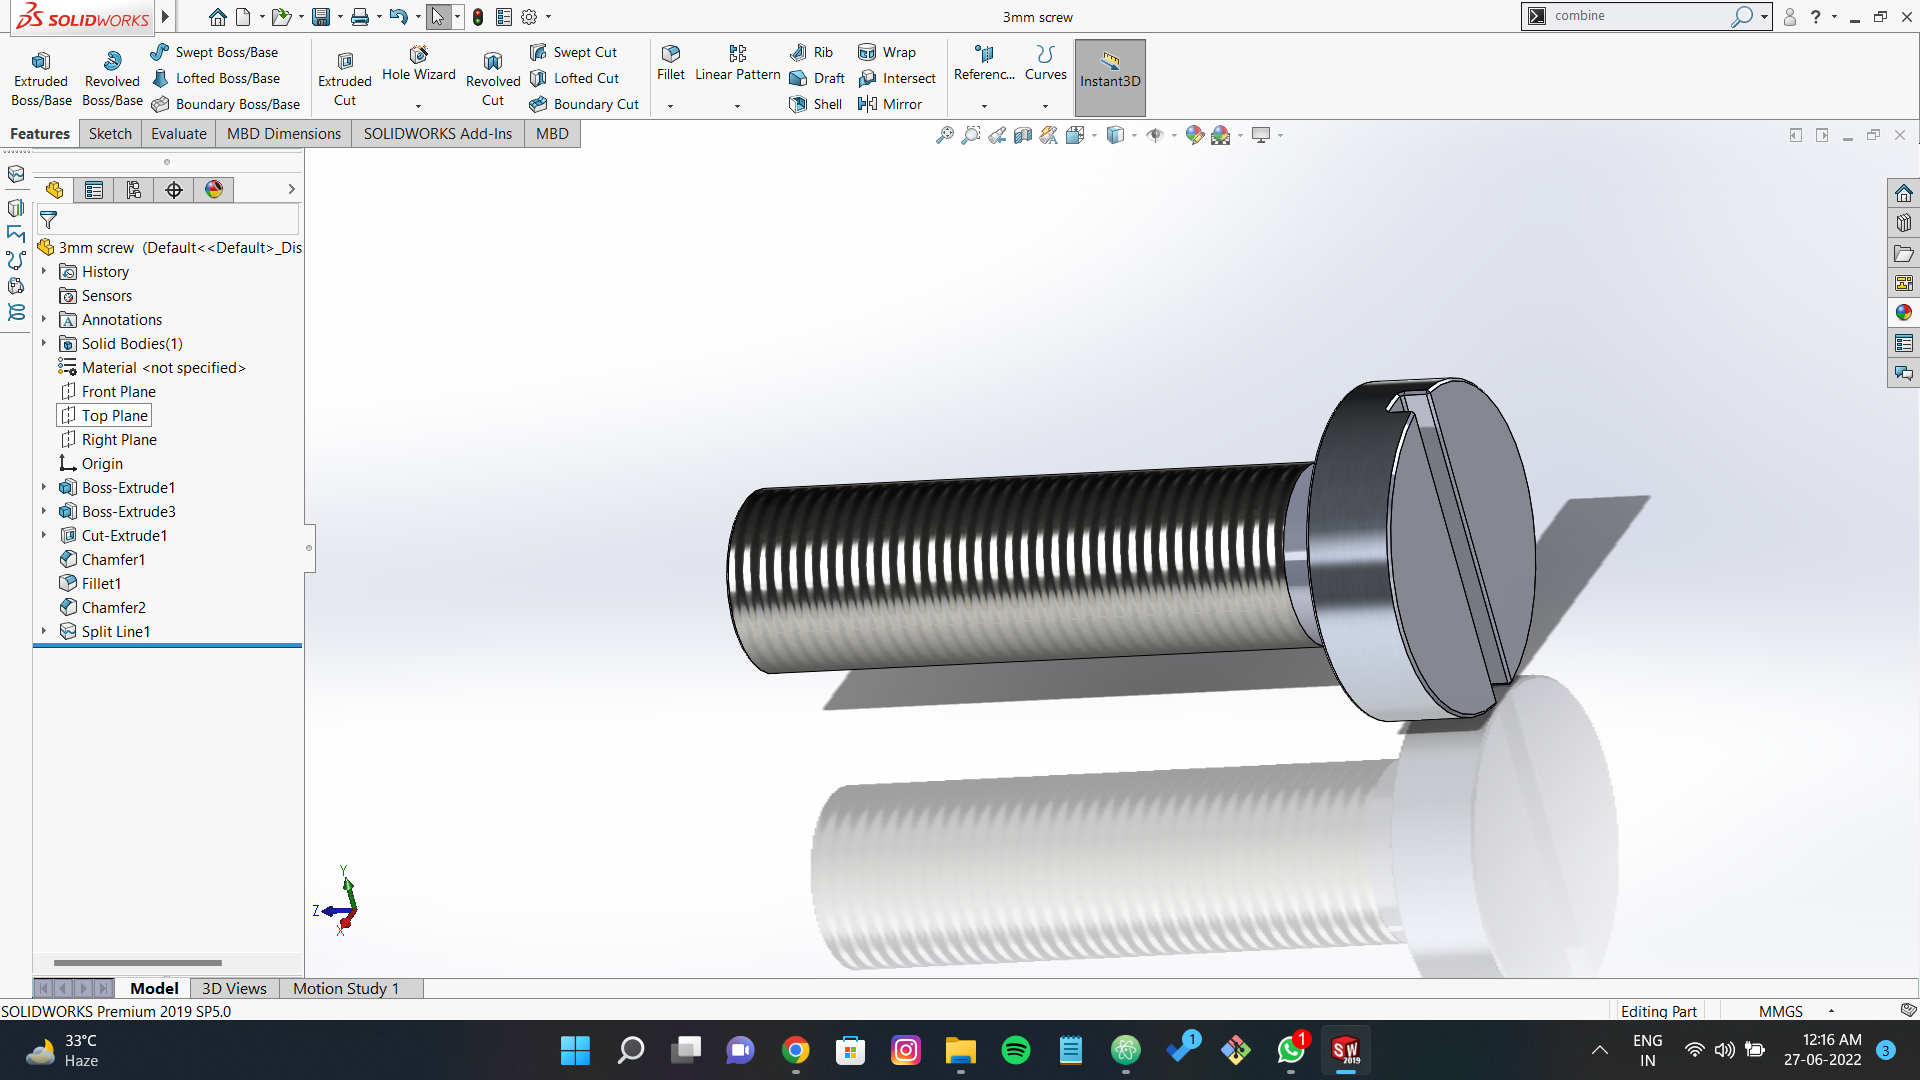 SOLIDWORKS
3mm screw
combine
Extruded Boss/Base
Revolved Boss/Base
Swept Boss/Base
Lofted Boss/Base
Boundary Boss/Base
Extruded Cut
Hole Wizard
Revolved Cut
Swept Cut
Lofted Cut
Boundary Cut
Fillet
Linear Pattern
Rib
Draft
Shell
Wrap
Intersect
Mirror
Referenc...
Curves
Instant3D
Features
Sketch
Evaluate
MBD Dimensions
SOLIDWORKS Add-Ins
MBD
3mm screw (Default<<Default>_Dis
History
Sensors
Annotations
Solid Bodies(1)
Material <not specified>
Front Plane
Top Plane
Right Plane
Origin
Boss-Extrude1
Boss-Extrude3
Cut-Extrude1
Chamfer1
Fillet1
Chamfer2
Split Line1
Y
Z
X
Model
3D Views
Motion Study 1
SOLIDWORKS Premium 2019 SP5.0
Editing Part
MMGS
33°C
Haze
1
1
SW
2019
ENG
IN
12:16 AM
27-06-2022
3